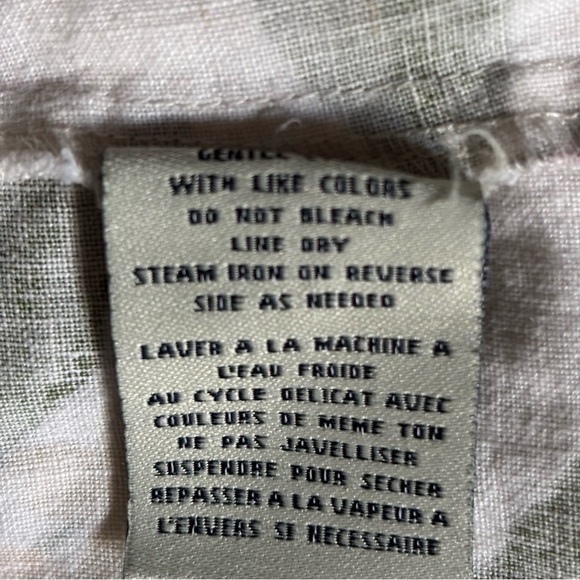 GENTLE
WITH LIKE COLORS
DO NOT BLEACH
LINE DRY
STEAM IRON ON REVERSE
SIDE AS NEEDED
LAVER A LA MACHINE A
L'EAU FROIDE
AU CYCLE DELICAT AVEC
COULEURS DE MEME TON
NE PAS JAVELLISER
SUSPENDRE POUR SECHER
REPASSER A LA VAPEUR A
L'ENVERS SI NECESSAIRE